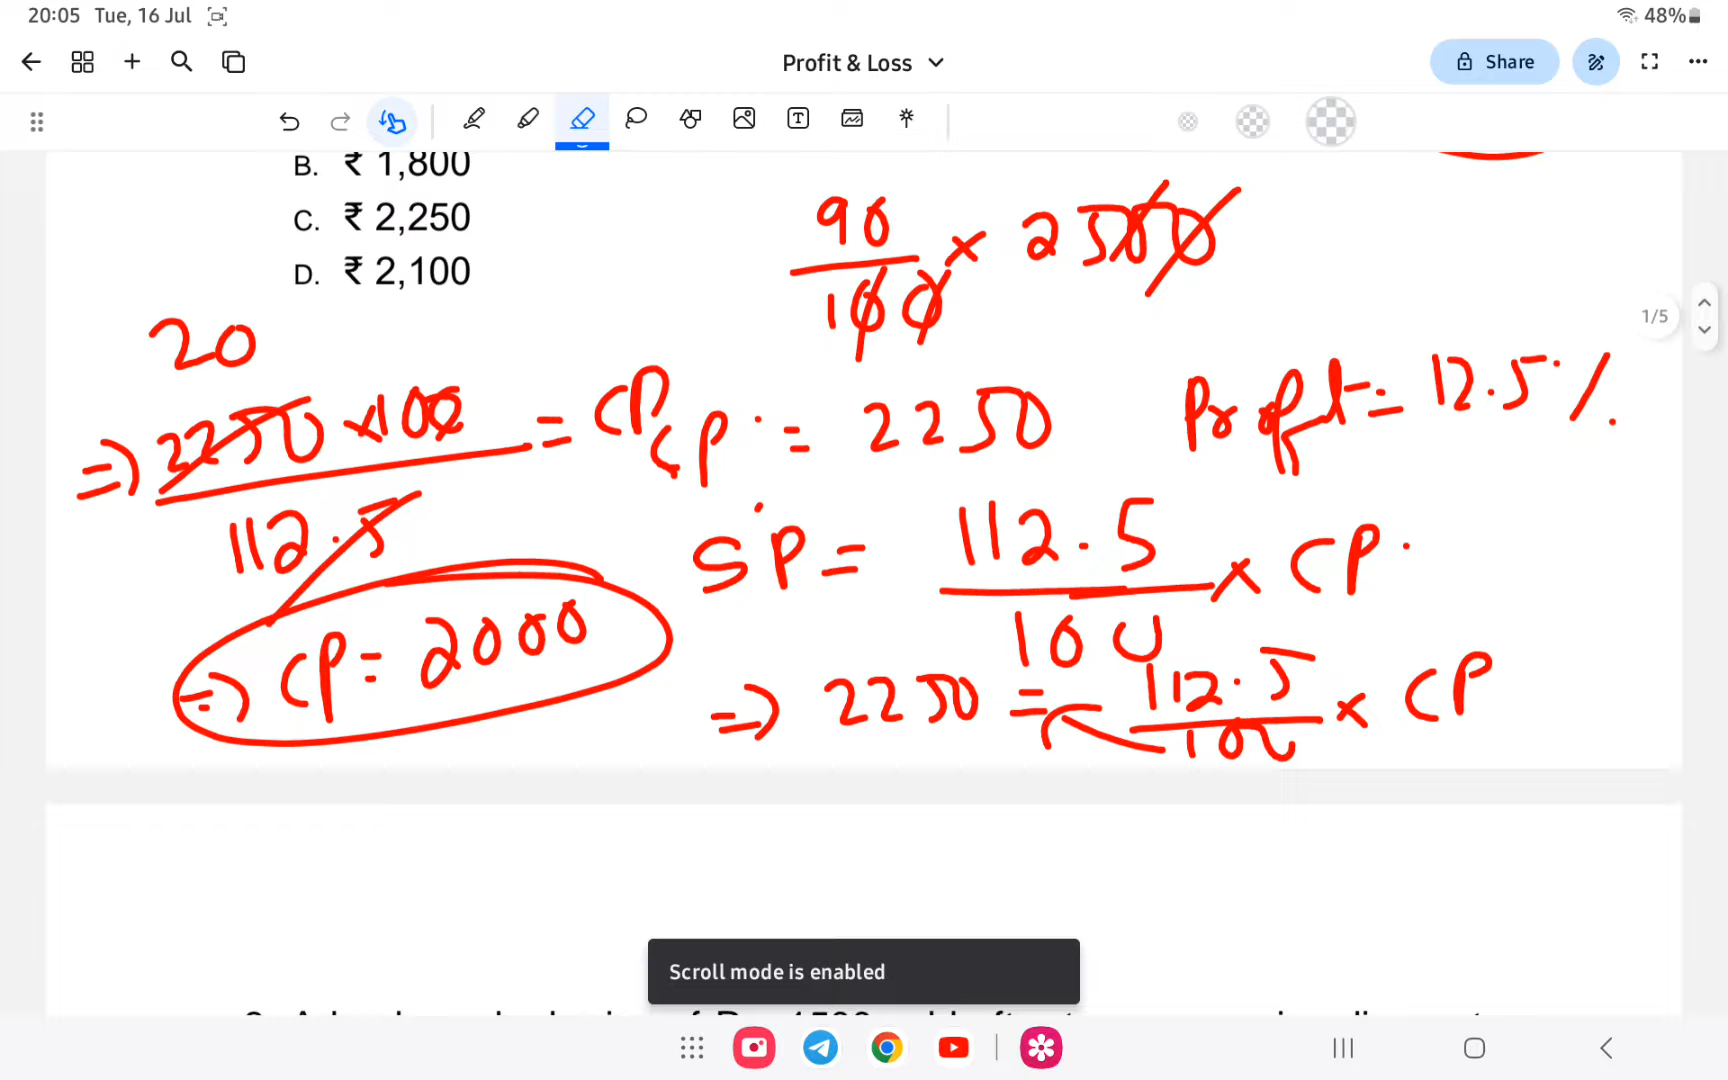 20:05 Tue, 16 Jul
48%
Profit & Loss
Share
B. ₹ 1,800
C. ₹ 2,250
D. ₹ 2,100
90
100 × 2500
1/5
20
=> 2250 × 100 = CP
112.5
CP = 2250
Profit = 12.5 %
SP = 112.5 × CP
100
=> CP = 2000
=> 2250 = 112.5 × CP
100
Scroll mode is enabled